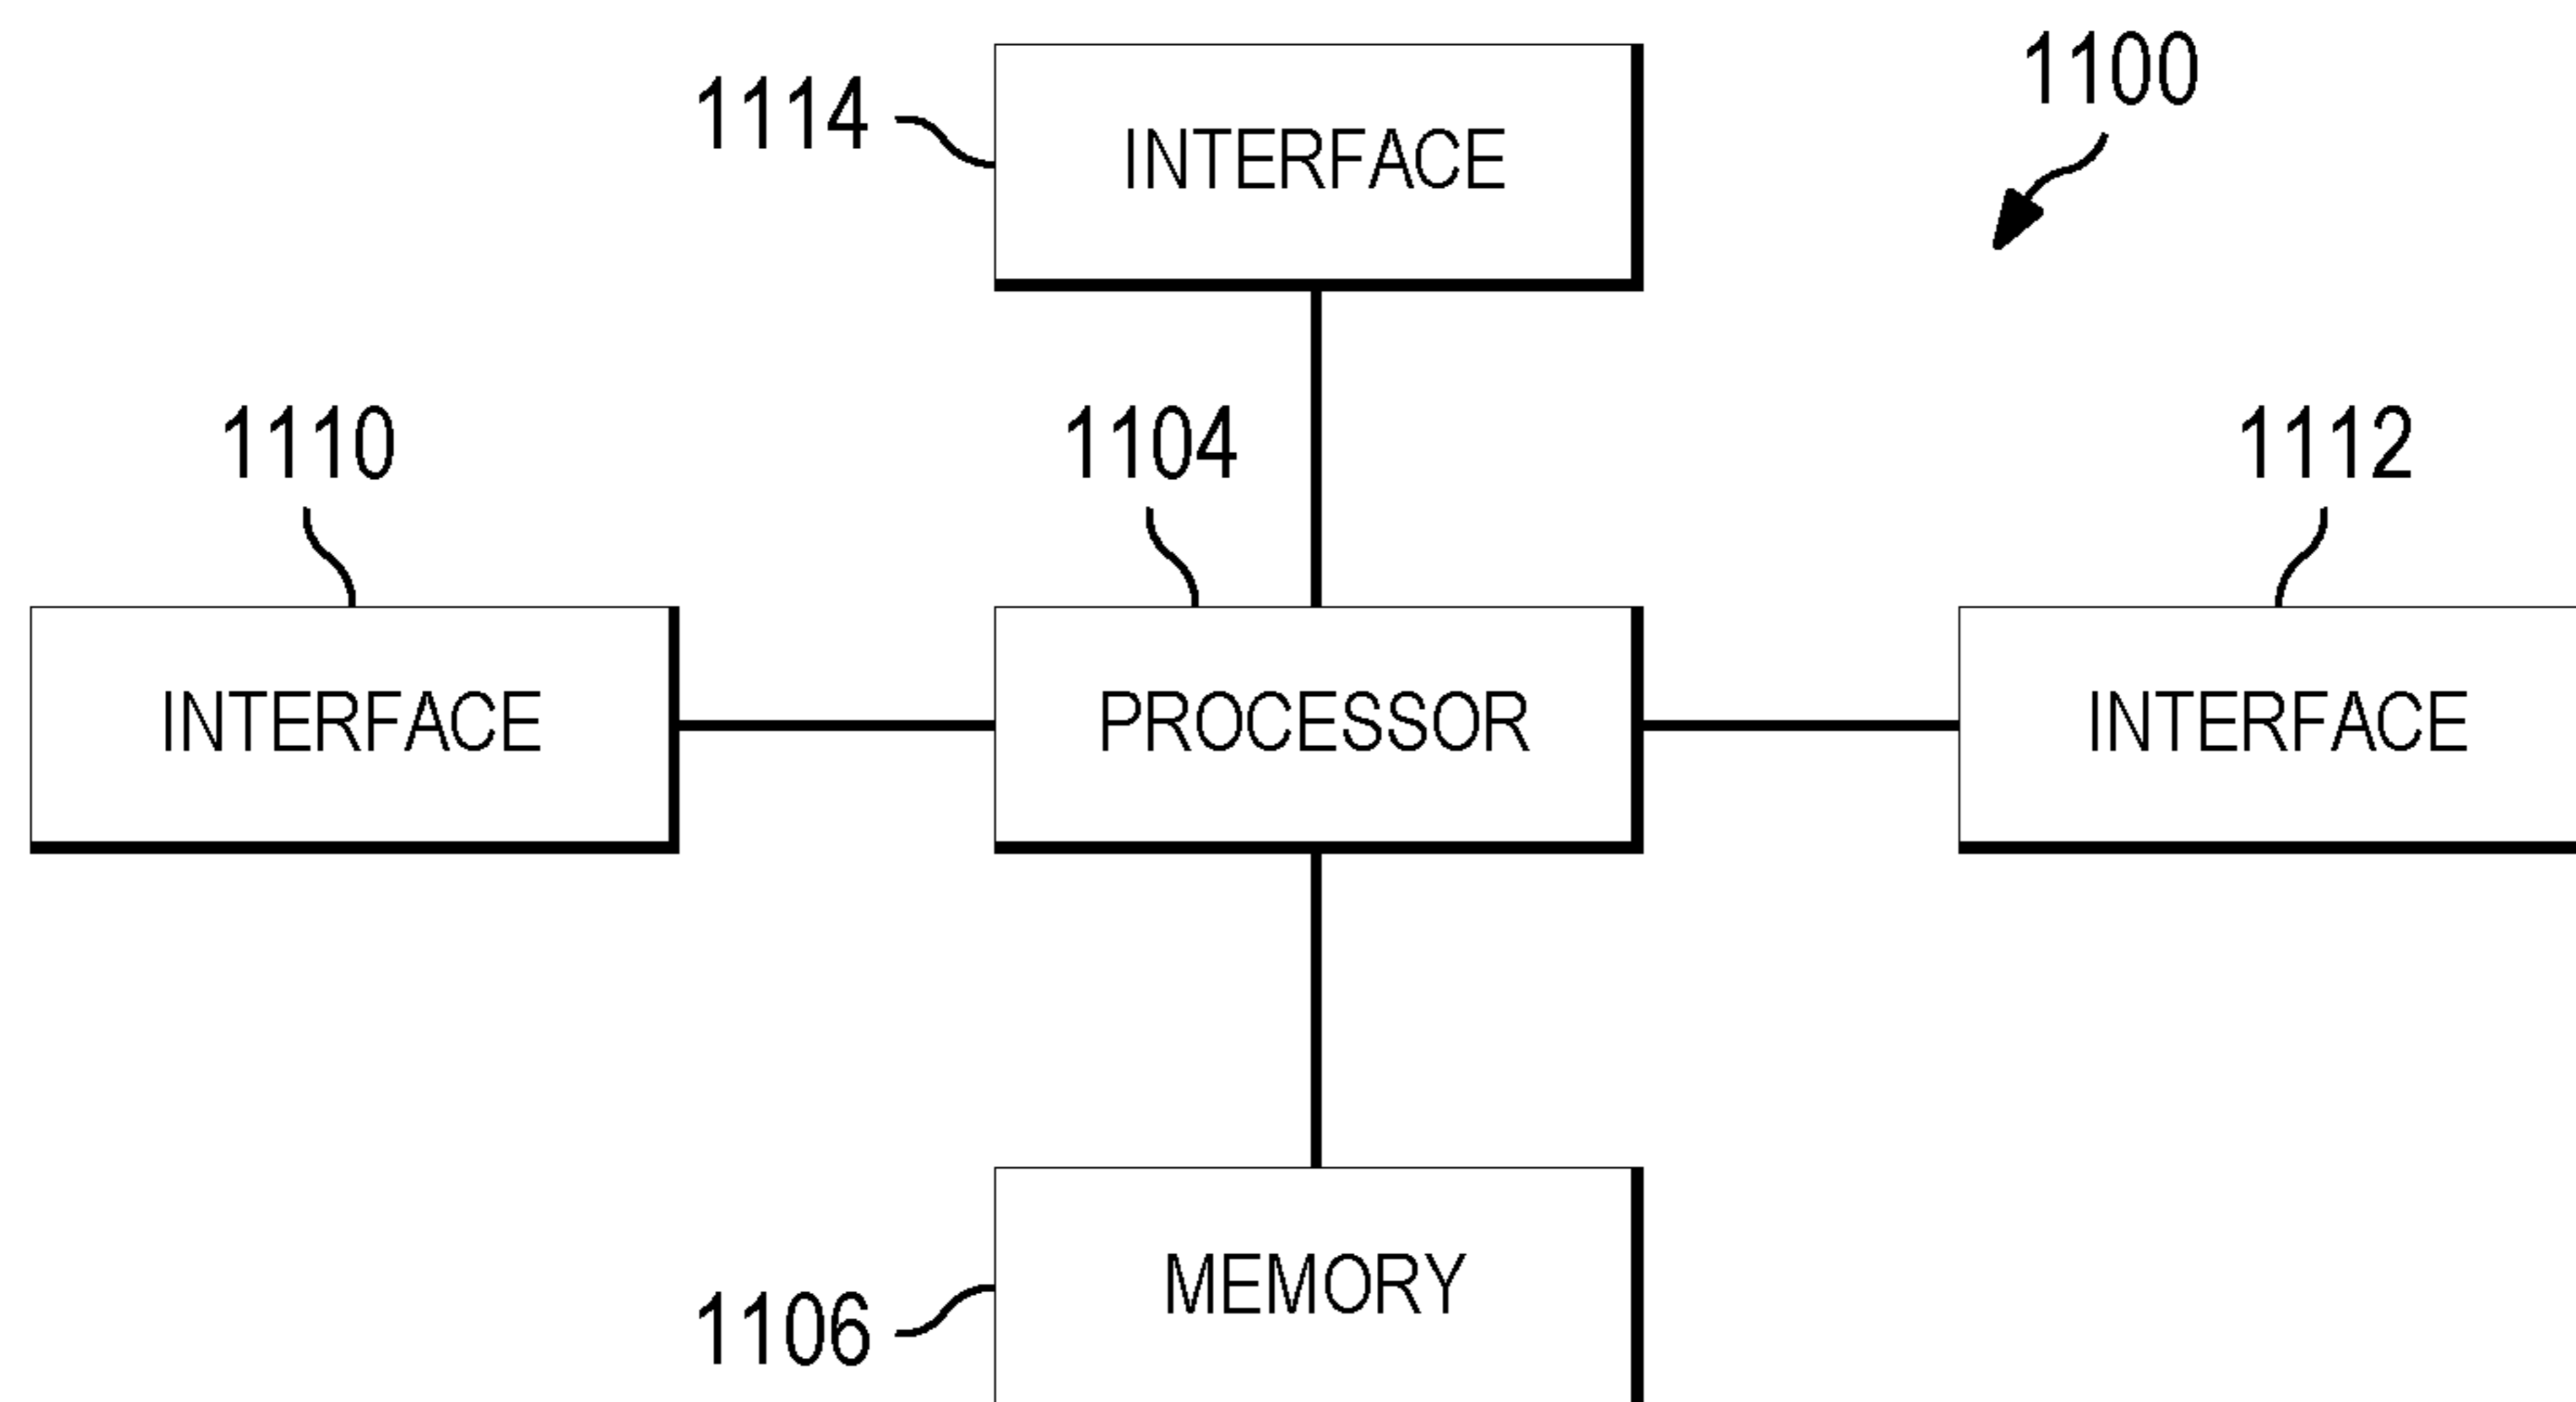 1100
1114
INTERFACE
1110
1104
1112
INTERFACE
PROCESSOR
INTERFACE
MEMORY
1106